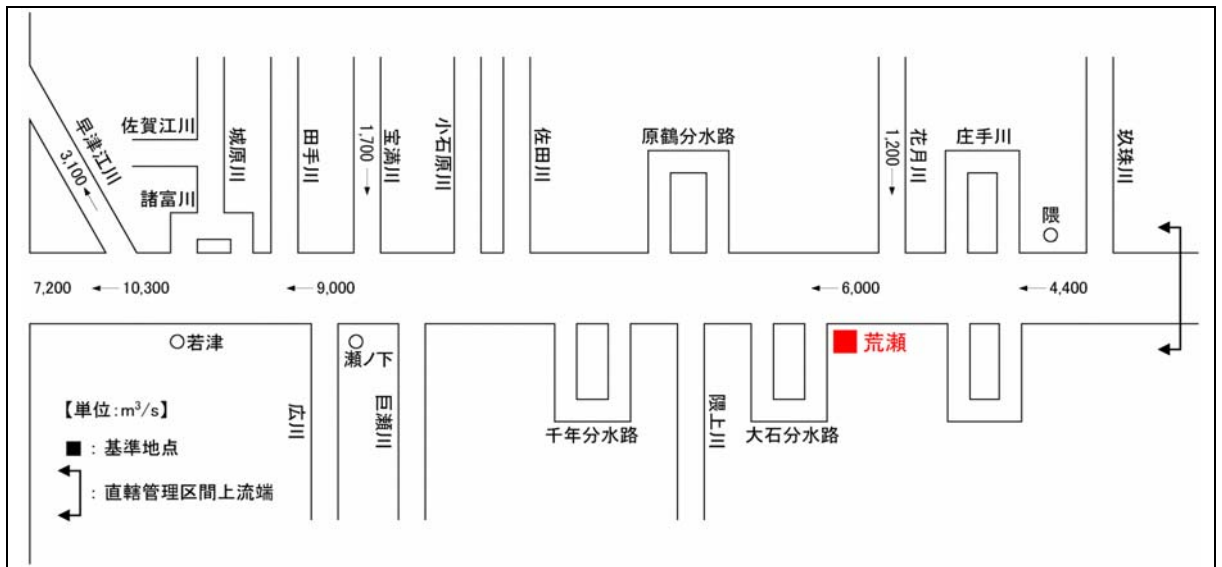 早津江川
3,100
佐賀江川
諸富川
城原川
田手川
宝満川
1,700
小石原川
佐田川
原鶴分水路
花月川
1,200
庄手川
隈
玖珠川
7,200
10,300
9,000
6,000
4,400
若津
瀬ノ下
荒瀬
広川
巨瀬川
千年分水路
隈上川
大石分水路
【単位:m³/s】
■ : 基準地点
: 直轄管理区間上流端